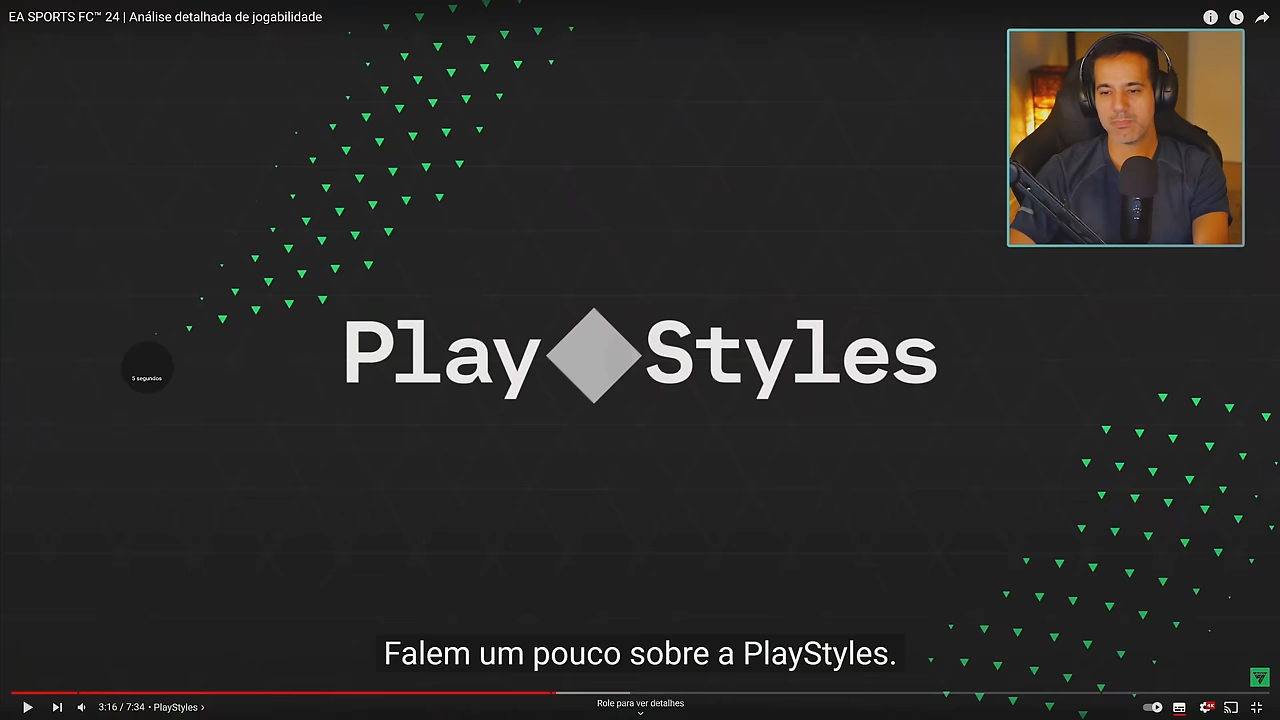 EA SPORTS FC™ 24 | Análise detalhada de jogabilidade
Play Styles
5 segundos
Falem um pouco sobre a PlayStyles.
3:16 / 7:34 • PlayStyles ›
Role para ver detalhes
4K